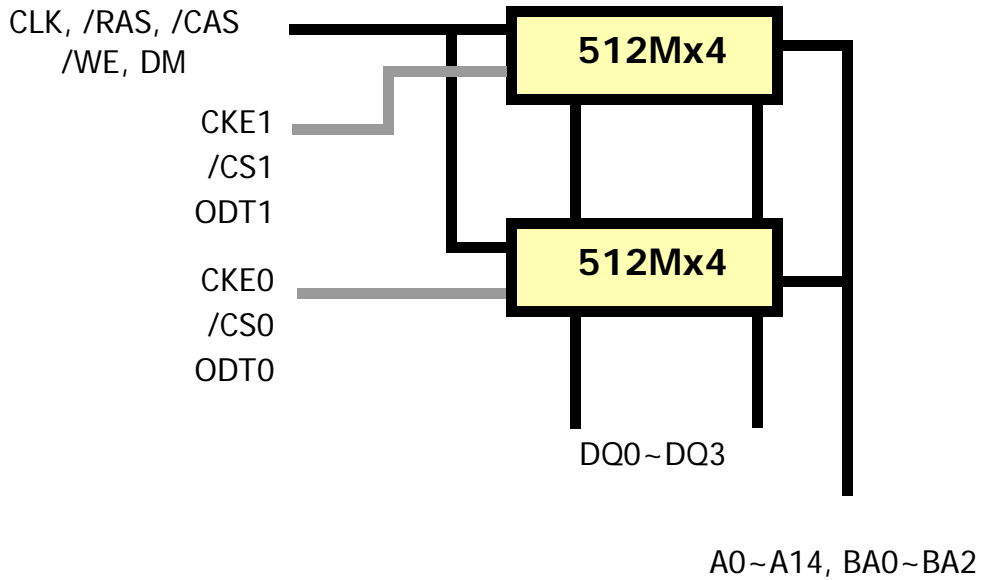 CLK, /RAS, /CAS
/WE, DM
512Mx4
CKE1
/CS1
ODT1
512Mx4
CKE0
/CS0
ODT0
DQ0~DQ3
A0~A14, BA0~BA2